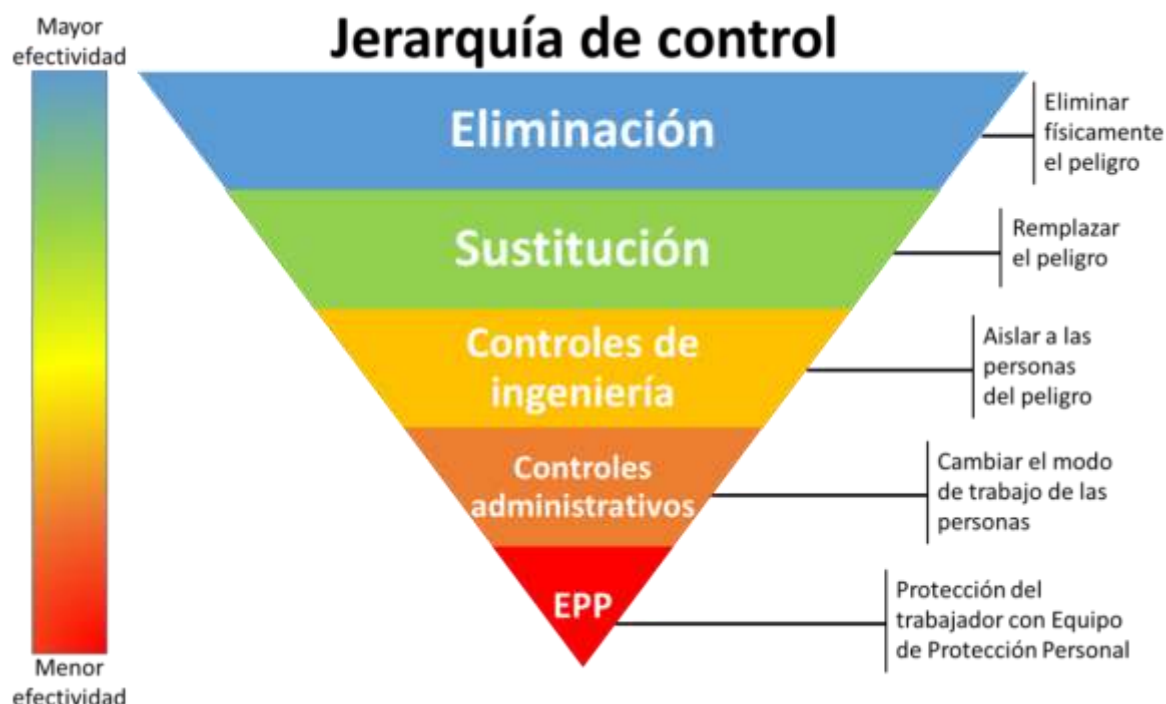 Jerarquía de control
Mayor
efectividad
Eliminación
Eliminar
físicamente
el peligro
Sustitución
Remplazar
el peligro
Controles de
ingeniería
Aislar a las
personas
del peligro
Controles
administrativos
Cambiar el modo
de trabajo de las
personas
EPP
Protección del
trabajador con Equipo
de Protección Personal
Menor
efectividad